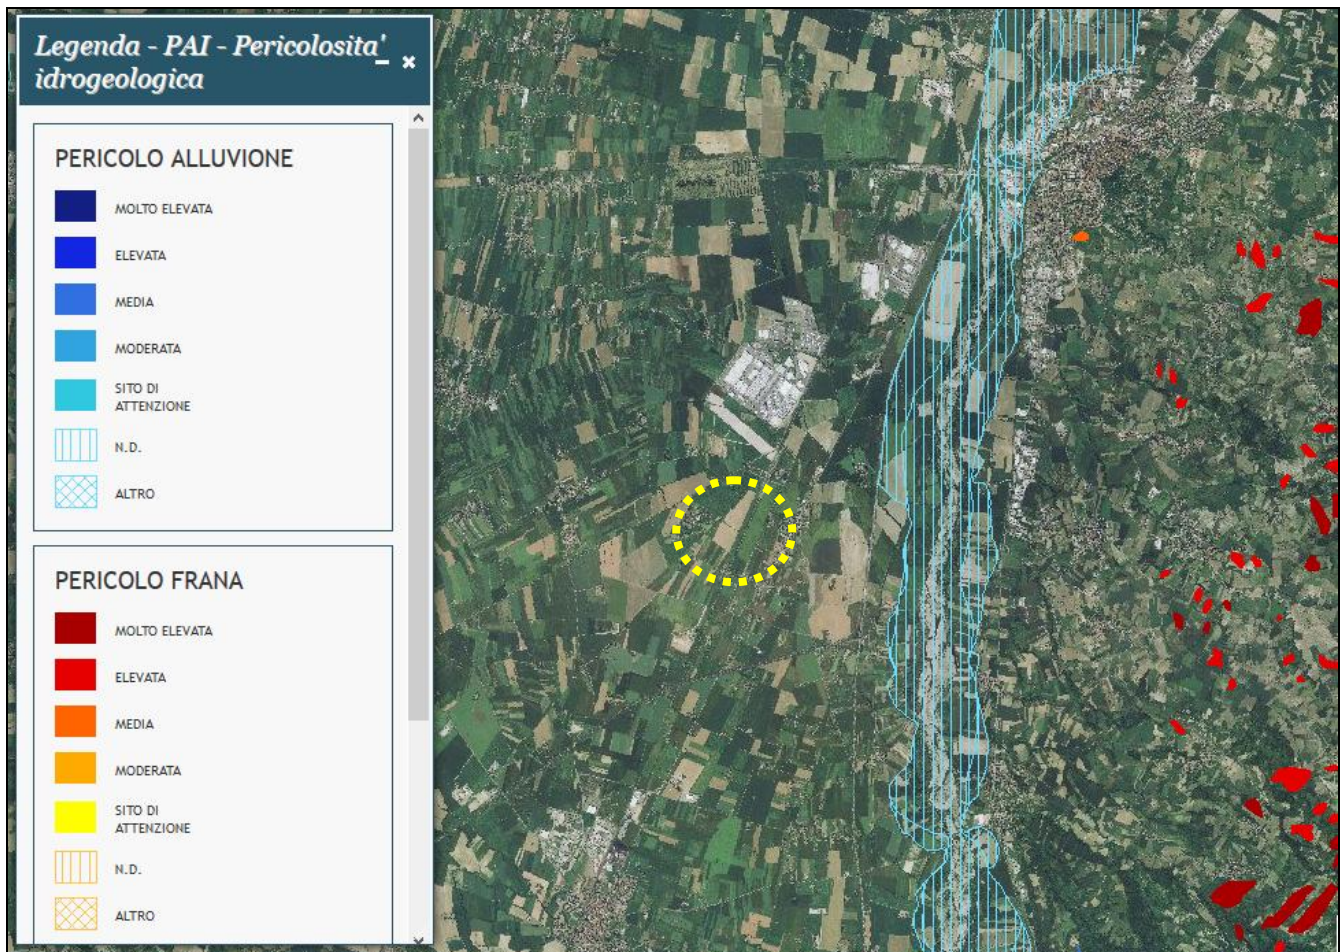 Legenda - PAI - Pericolosita'
idrogeologica
PERICOLO ALLUVIONE
MOLTO ELEVATA
ELEVATA
MEDIA
MODERATA
SITO DI
ATTENZIONE
N.D.
ALTRO
PERICOLO FRANA
MOLTO ELEVATA
ELEVATA
MEDIA
MODERATA
SITO DI
ATTENZIONE
N.D.
ALTRO